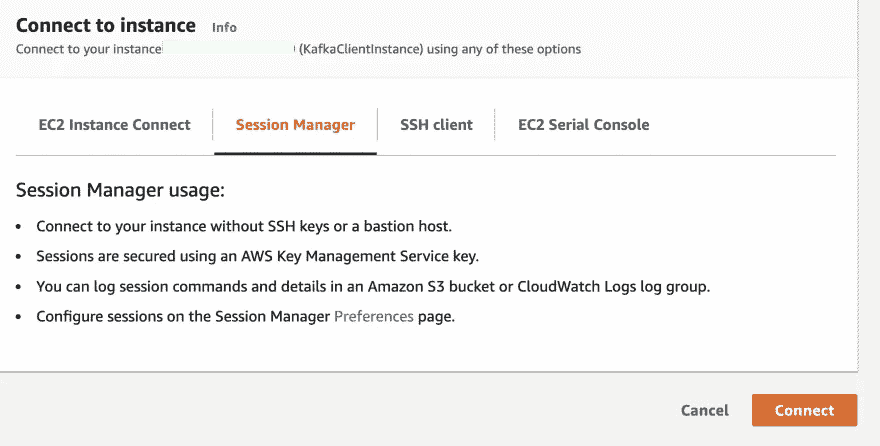 Connect to instance Info
Connect to your instance (KafkaClientInstance) using any of these options
EC2 Instance Connect Session Manager SSH client EC2 Serial Console
Session Manager usage:
• Connect to your instance without SSH keys or a bastion host.
• Sessions are secured using an AWS Key Management Service key.
• You can log session commands and details in an Amazon S3 bucket or CloudWatch Logs log group.
• Configure sessions on the Session Manager Preferences page.
Cancel Connect